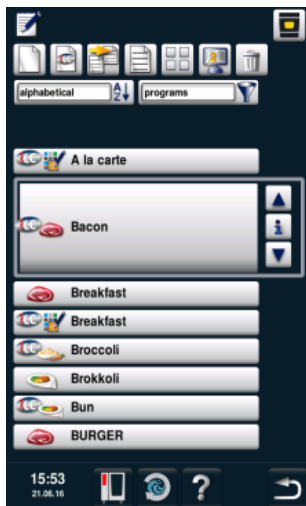 alphabetical
programs
A la carte
Bacon
Breakfast
Breakfast
Broccoli
Brokkoli
Bun
BURGER
15:53
21.06.16